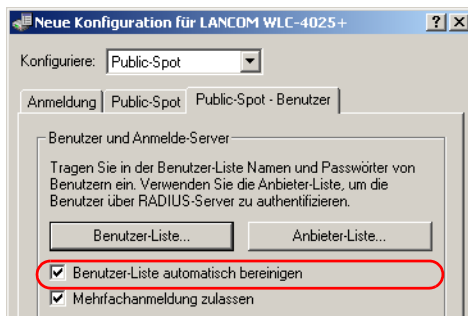 Neue Konfiguration für LANCOM WLC-4025+
Konfiguriere: Public-Spot
Anmeldung Public-Spot Public-Spot - Benutzer
Benutzer und Anmelde-Server
Tragen Sie in der Benutzer-Liste Namen und Passwörter von
Benutzern ein. Verwenden Sie die Anbieter-Liste, um die
Benutzer über RADIUS-Server zu authentifizieren.
Benutzer-Liste... Anbieter-Liste...
Benutzer-Liste automatisch bereinigen
Mehrfachanmeldung zulassen